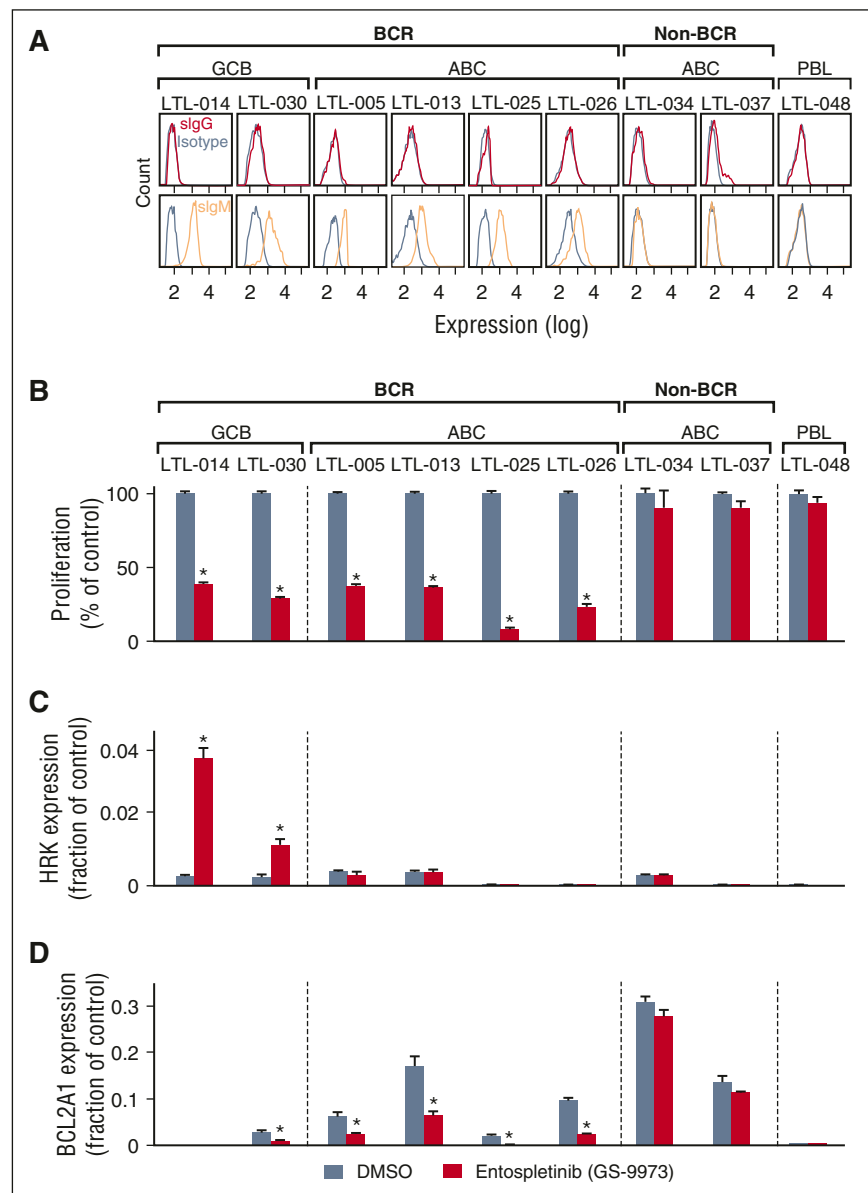 A
BCR Non-BCR
GCB ABC ABC PBL
LTL-014 LTL-030 LTL-005 LTL-013 LTL-025 LTL-026 LTL-034 LTL-037 LTL-048
sIgG
Isotype
Count
sIgM
2 4 2 4 2 4 2 4 2 4 2 4 2 4 2 4 2 4
Expression (log)
B
BCR Non-BCR
GCB ABC ABC PBL
LTL-014 LTL-030 LTL-005 LTL-013 LTL-025 LTL-026 LTL-034 LTL-037 LTL-048
Proliferation
(% of control)
100
50
0
* * * * * *
C
HRK expression
(fraction of control)
0.04
0.02
0
* *
D
BCL2A1 expression
(fraction of control)
0.3
0.2
0.1
0
* * * * *
DMSO Entospletinib (GS-9973)